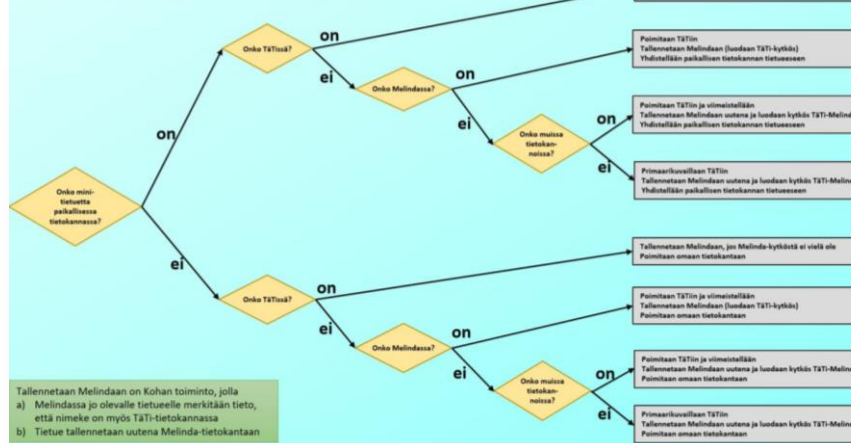 on
Onko TäTissä?
ei
Poimitaan TäTiin
Tallennetaan Melindaan (luodaan TäTi-kytkös)
Yhdistellään paikallisen tietokannan tietueeseen
on
Onko Melindassa?
ei
on
Poimitaan TäTiin ja viimeistellään
Tallennetaan Melindaan uutena ja luodaan kytkös TäTi-Melind
Yhdistellään paikallisen tietokannan tietueeseen
on
Onko muissa
tietokan-
noissa?
ei
Primaarikuvaillaan TäTiin
Tallennetaan Melindaan uutena ja luodaan kytkös TäTi-Melind
Yhdistellään paikallisen tietokannan tietueeseen
Onko mini-
tietuetta
paikallisessa
tietokannassa?
ei
Tallennetaan Melindaan, jos Melinda-kytköstä ei vielä ole
Poimitaan omaan tietokantaan
on
Onko TäTissä?
ei
Poimitaan TäTiin ja viimeistellään
Tallennetaan Melindaan (luodaan TäTi-kytkös)
Poimitaan omaan tietokantaan
on
Onko Melindassa?
ei
Poimitaan TäTiin ja viimeistellään
Tallennetaan Melindaan uutena ja luodaan kytkös TäTi-Melind
Poimitaan omaan tietokantaan
on
Onko muissa
tietokan-
noissa?
ei
Primaarikuvaillaan TäTiin
Tallennetaan Melindaan uutena ja luodaan kytkös TäTi-Melind
Poimitaan omaan tietokantaan
Tallennetaan Melindaan on Kohan toiminto, jolla
a) Melindassa jo olevalle tietueelle merkitään tieto,
että nimeke on myös TäTi-tietokannassa
b) Tietue tallennetaan uutena Melinda-tietokantaan